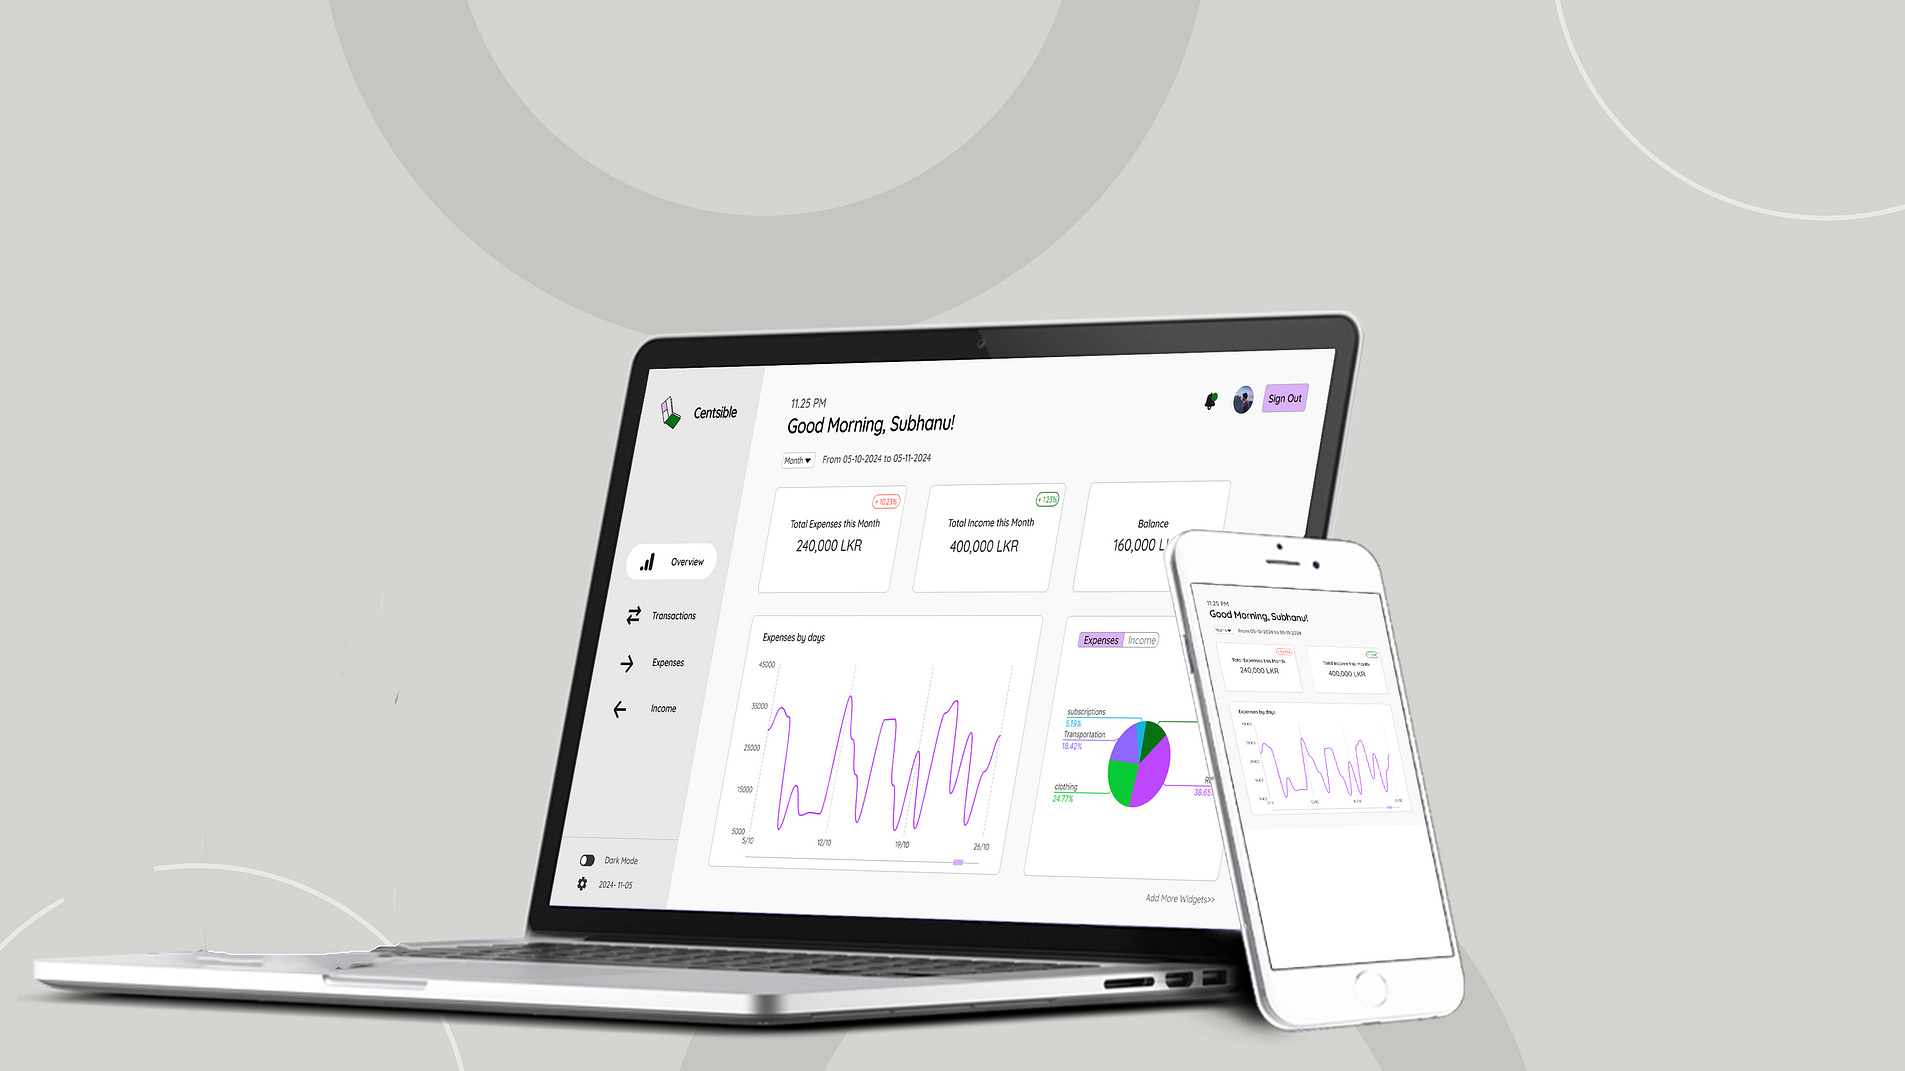 Centsible
11.25 PM
Good Morning, Subhanu!
Sign Out
Month From 05-10-2024 to 05-11-2024
+ 10.23%
Total Expenses this Month
240,000 LKR
+ 1.23%
Total Income this Month
400,000 LKR
Balance
160,000 L
Overview
Transactions
Expenses
Income
Dark Mode
2024- 11-05
Expenses by days
45000
35000
25000
15000
5000
5/10
12/10
19/10
26/10
Expenses Income
subscriptions
5.19%
Transportation
18.42%
clothing
24.77%
38.65%
Add More Widgets>>
11.25 PM
Good Morning, Subhanu!
Month From 05-10-2024 to 05-11-2024
Total Expenses this Month
240,000 LKR
Total Income this Month
400,000 LKR
Expenses by days